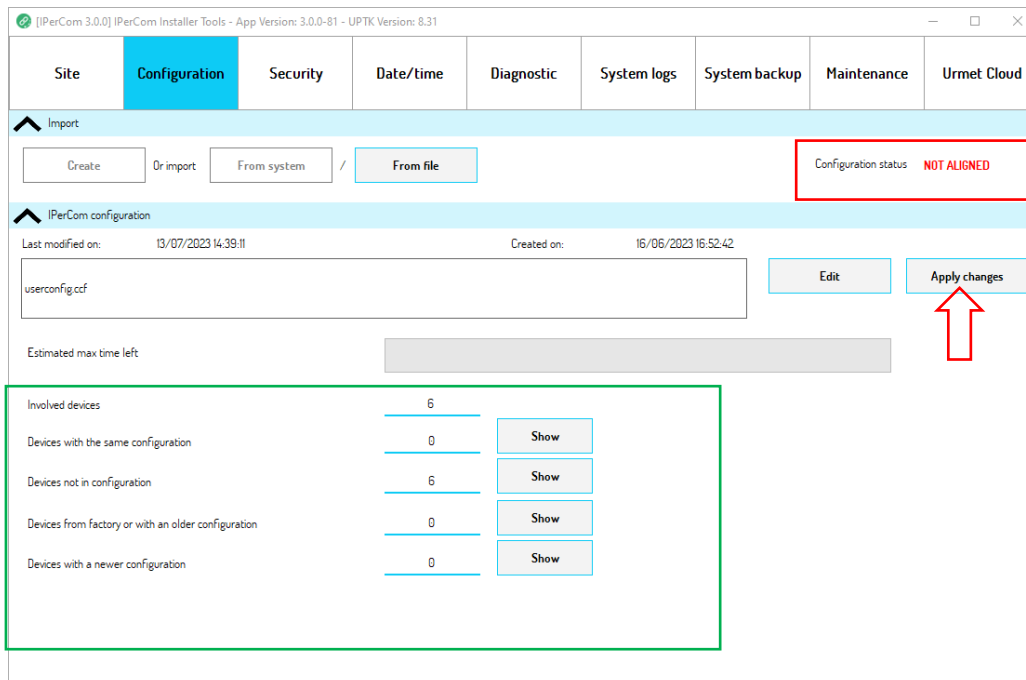 [IPerCom 3.0.0] IPerCom Installer Tools - App Version: 3.0.0-81 - UPTK Version: 8.31
Site Configuration Security Date/time Diagnostic System logs System backup Maintenance Urmet Cloud
Import
Create Or import From system / From file Configuration status NOT ALIGNED
IPerCom configuration
Last modified on: 13/07/2023 14:39:11 Created on: 16/06/2023 16:52:42
userconfig.ccf Edit Apply changes
Estimated max time left
Involved devices 6
Devices with the same configuration 0 Show
Devices not in configuration 6 Show
Devices from factory or with an older configuration 0 Show
Devices with a newer configuration 0 Show